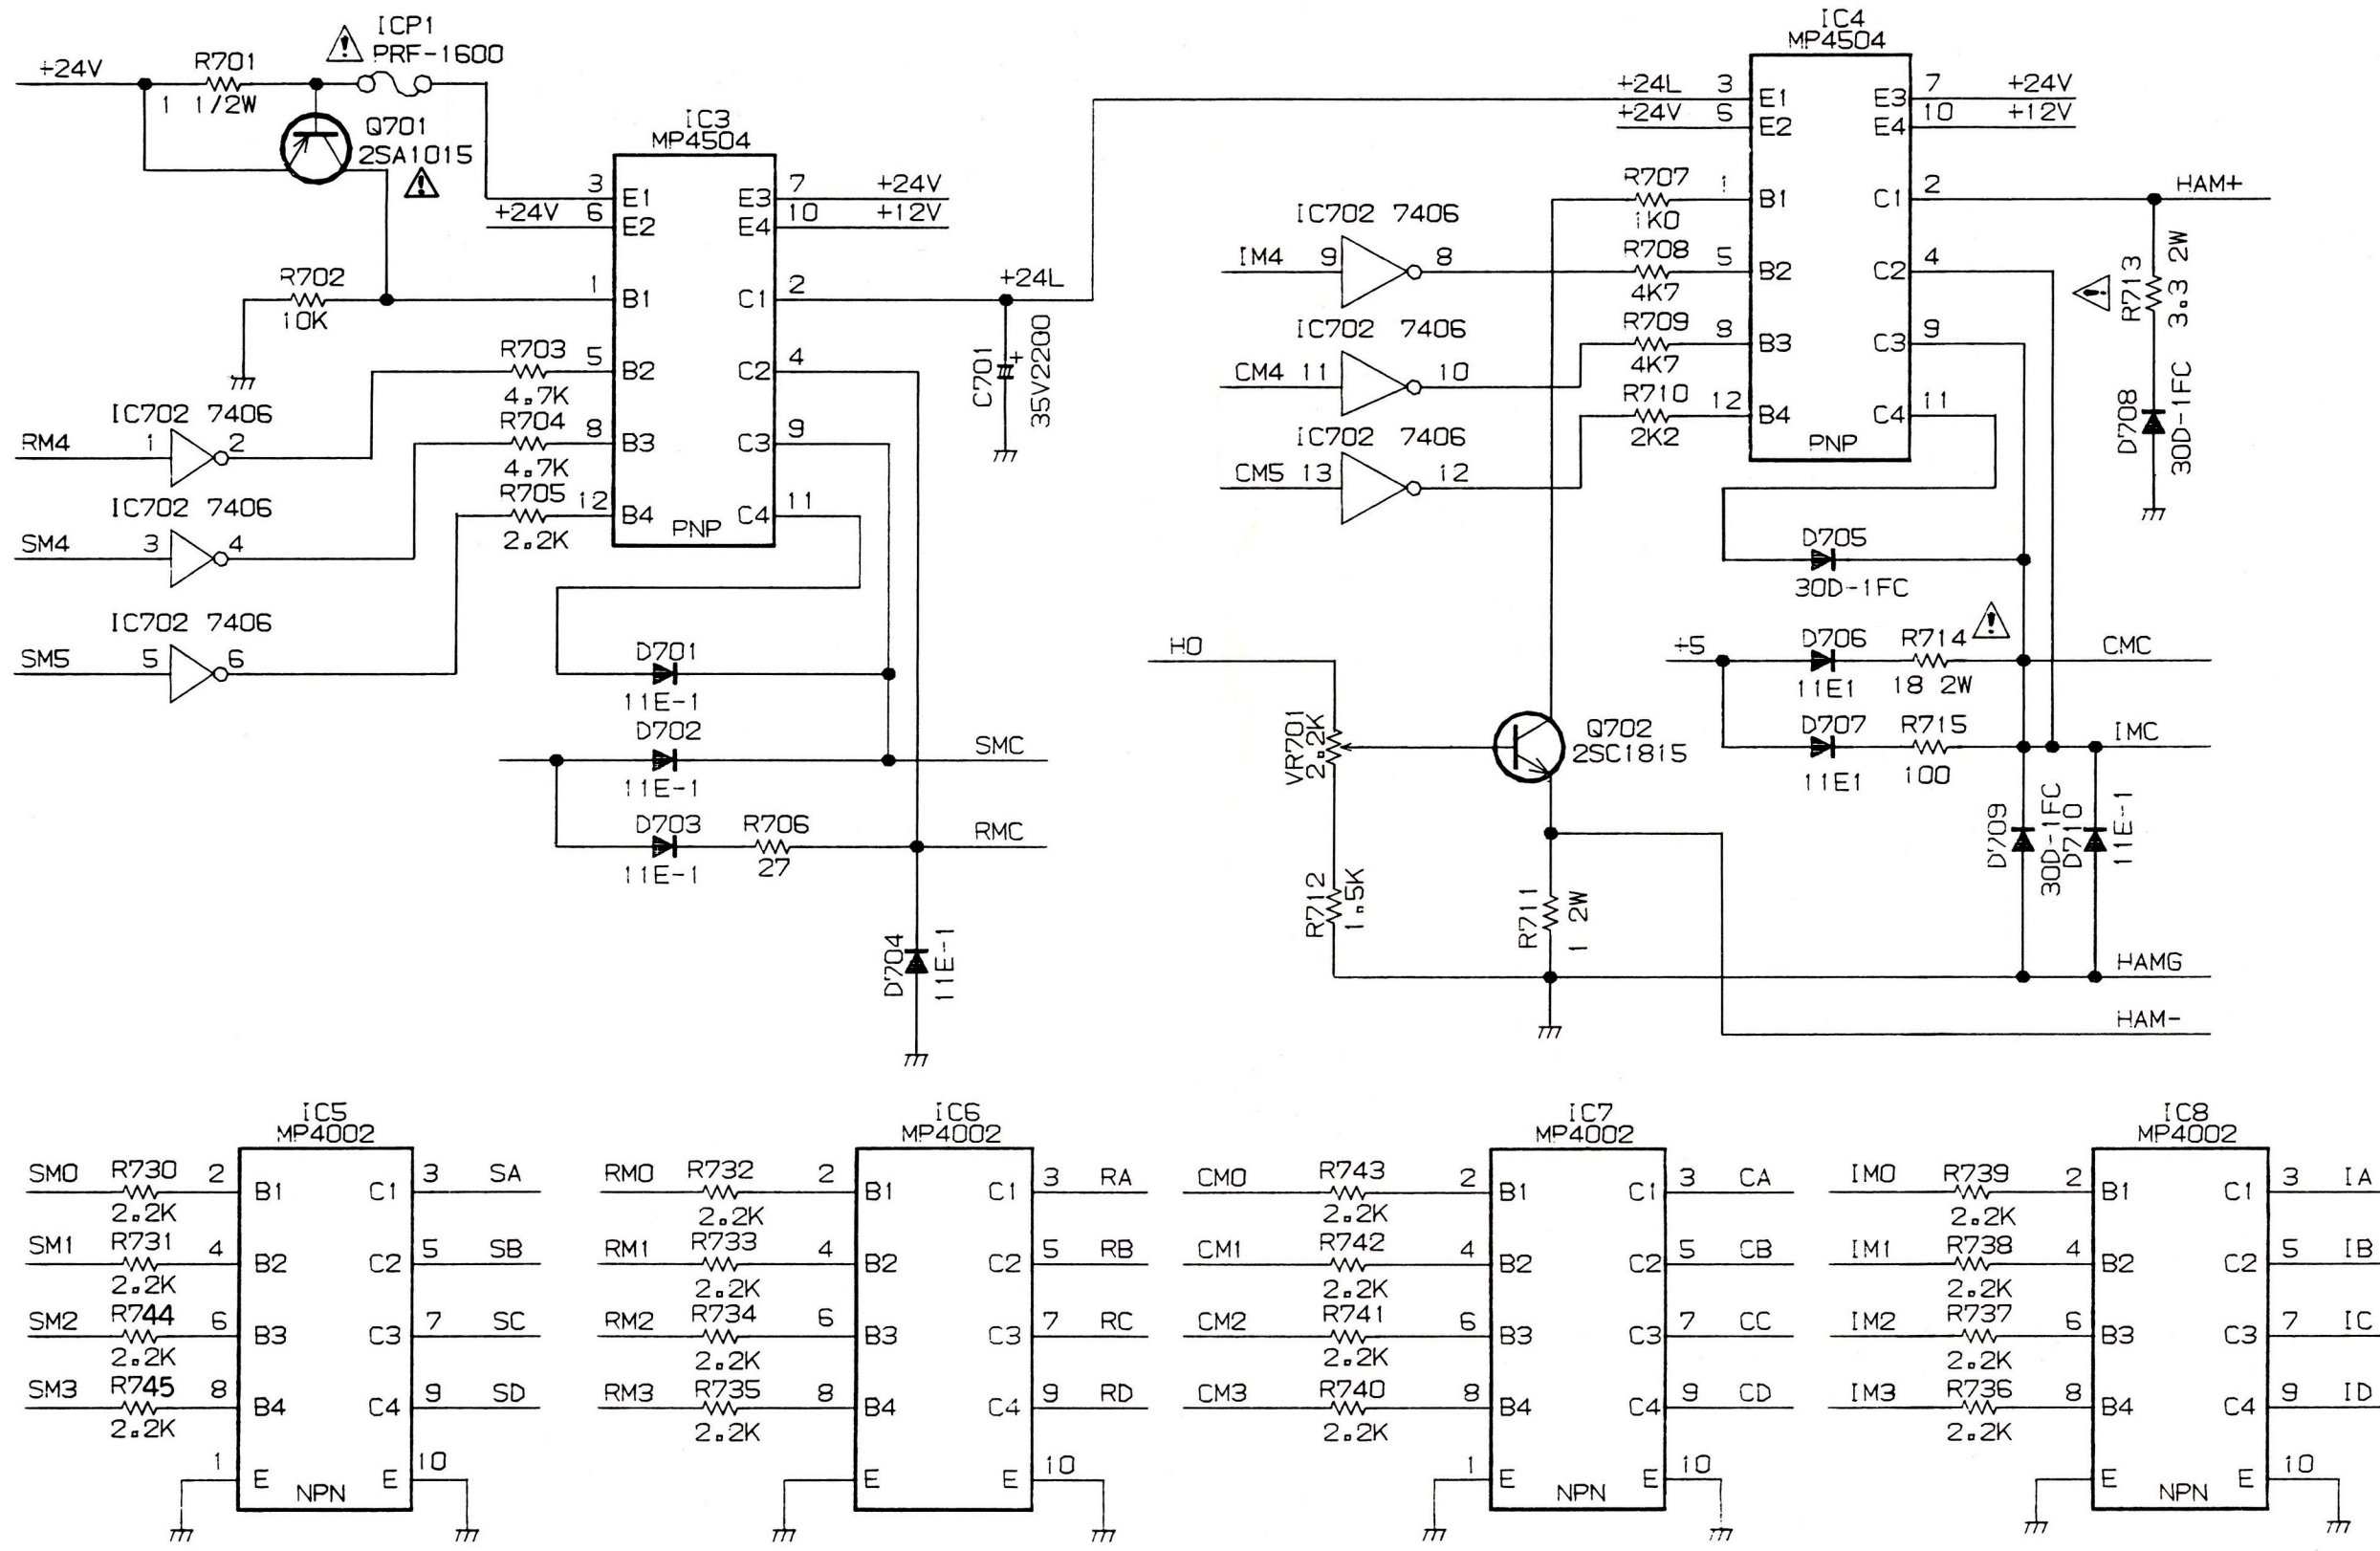 +24V
R701
1 1/2W
ICP1
PRF-1600
Q701
2SA1015
IC3
MP4504
3 E1
+24V 6 E2
E3 7 +24V
E4 10 +12V
R702
10K
1 B1
C1 2
+24L
R703
4.7K
5 B2
C2 4
R704
4.7K
8 B3
C3 9
R705
2.2K
12 B4
C4 11
PNP
C701
+
35V2200
IC702 7406
RM4 1 2
IC702 7406
SM4 3 4
IC702 7406
SM5 5 6
D701
11E-1
D702
11E-1
SMC
D703
11E-1
R706
27
RMC
D704
11E-1
IC4
MP4504
+24L 3 E1
+24V 6 E2
E3 7 +24V
E4 10 +12V
R707
1K0
1 B1
C1 2
HAM+
IC702 7406
IM4 9 8
R708
4K7
5 B2
C2 4
IC702 7406
CM4 11 10
R709
4K7
8 B3
C3 9
IC702 7406
CM5 13 12
R710
2K2
12 B4
C4 11
PNP
R713
3.3 2W
D708
30D-1FC
D705
30D-1FC
+5
D706
11E1
R714
18 2W
CMC
D707
11E1
R715
100
IMC
H0
VR701
2.2K
Q702
2SC1815
R712
1.5K
R711
1 2W
D709
30D-1FC
D710
11E-1
HAMG
HAM-
IC5
MP4002
SM0 R730 2 B1 C1 3 SA
2.2K
SM1 R731 4 B2 C2 5 SB
2.2K
SM2 R744 6 B3 C3 7 SC
2.2K
SM3 R745 8 B4 C4 9 SD
2.2K
1 E NPN E 10
IC6
MP4002
RM0 R732 2 B1 C1 3 RA
2.2K
RM1 R733 4 B2 C2 5 RB
2.2K
RM2 R734 6 B3 C3 7 RC
2.2K
RM3 R735 8 B4 C4 9 RD
2.2K
E E 10
IC7
MP4002
CM0 R743 2 B1 C1 3 CA
2.2K
CM1 R742 4 B2 C2 5 CB
2.2K
CM2 R741 6 B3 C3 7 CC
2.2K
CM3 R740 8 B4 C4 9 CD
2.2K
1 E NPN E 10
IC8
MP4002
IM0 R739 2 B1 C1 3 IA
2.2K
IM1 R738 4 B2 C2 5 IB
2.2K
IM2 R737 6 B3 C3 7 IC
2.2K
IM3 R736 8 B4 C4 9 ID
2.2K
E NPN E 10